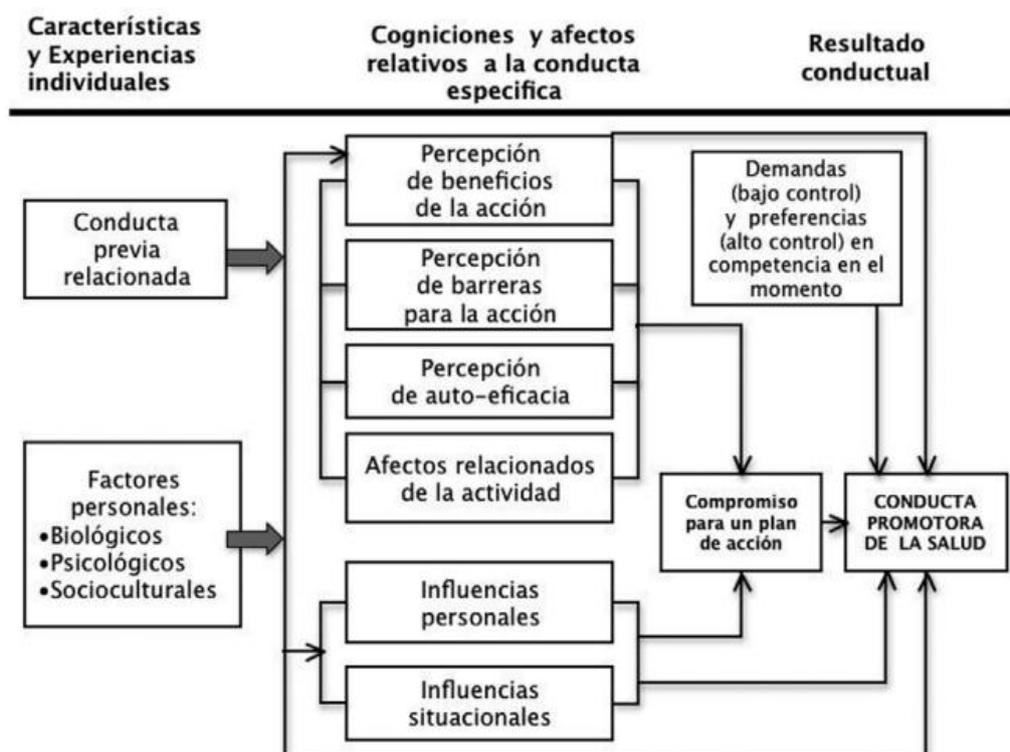 Características
y Experiencias
individuales
Cogniciones y afectos
relativos a la conducta
especifica
Resultado
conductual
Conducta
previa
relacionada
Factores
personales:
•Biológicos
•Psicológicos
•Socioculturales
Percepción
de beneficios
de la acción
Percepción
de barreras
para la acción
Percepción
de auto-eficacia
Afectos relacionados
de la actividad
Influencias
personales
Influencias
situacionales
Demandas
(bajo control)
y preferencias
(alto control) en
competencia en el
momento
Compromiso
para un plan
de acción
CONDUCTA
PROMOTORA
DE LA SALUD